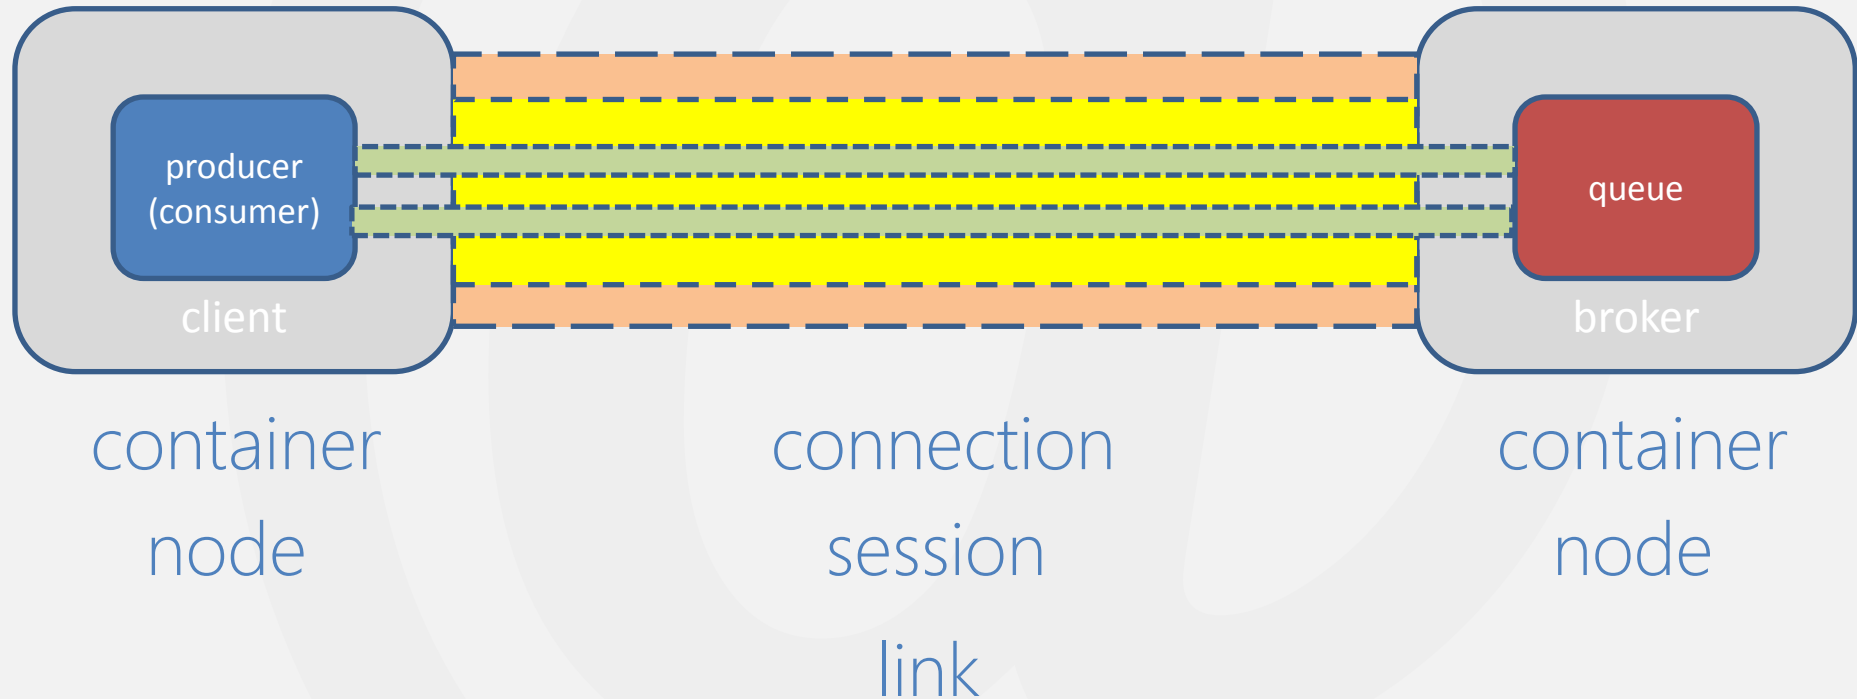 producer
(consumer)
queue
client
broker
container
connection
container
node
session
node
link